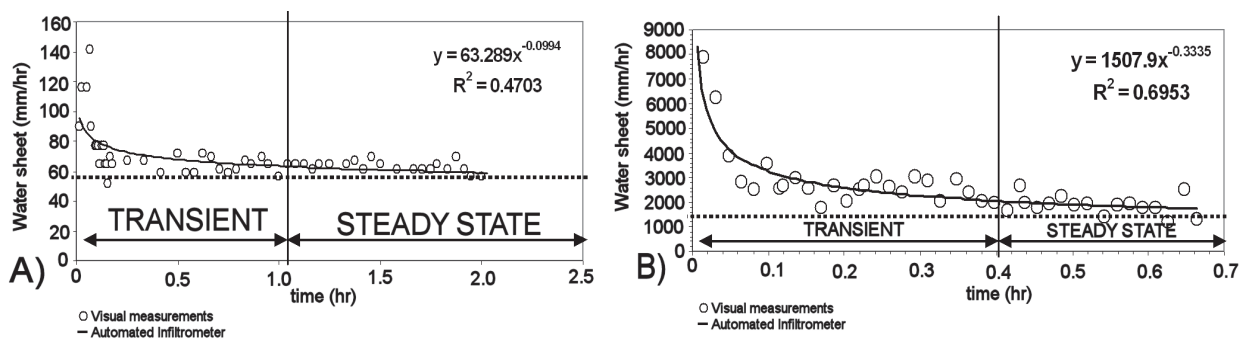 160
140
120
100
80
60
40
20
0
Water sheet (mm/hr)
y = 63.289x^-0.0994
R² = 0.4703
TRANSIENT
STEADY STATE
A)
0 0.5 1.0 1.5 2.0 2.5
time (hr)
Visual measurements
Automated Infiltrometer
9000
8000
7000
6000
5000
4000
3000
2000
1000
0
Water sheet (mm/hr)
y = 1507.9x^-0.3335
R² = 0.6953
TRANSIENT
STEADY STATE
B)
0 0.1 0.2 0.3 0.4 0.5 0.6 0.7
time (hr)
Visual measurements
Automated Infiltrometer